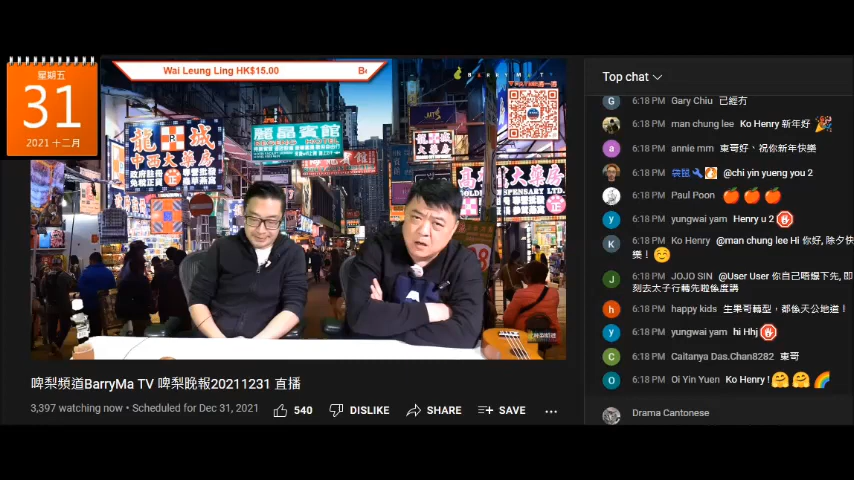 星期五
31
2021 十二月
Wai Leung Ling HK$15.00
BARRYMA TV
龍城
中西大藥房
麗晶賓館
大藥房
DISPENSARY LTD.
啤梨頻道BarryMa TV 啤梨晚報20211231 直播
3,397 watching now • Scheduled for Dec 31, 2021
540
DISLIKE
SHARE
SAVE
Top chat
G 6:18 PM Gary Chiu 已經冇
6:18 PM man chung lee Ko Henry 新年好
a 6:18 PM annie mm 東哥好、祝你新年快樂
6:18 PM 袋鼠 @chi yin yueng you 2
6:18 PM Paul Poon
y 6:18 PM yungwai yam Henry u 2
K 6:18 PM Ko Henry @man chung lee Hi 你好, 除夕快
樂！
J 6:18 PM JOJO SIN @User User 你自己唔爆下先, 即
刻去太子行轉先啦係度講
h 6:18 PM happy kids 生果哥轉型，都係天公地道！
y 6:18 PM yungwai yam hi Hhj
C 6:18 PM Caitanya Das.Chan8282 東哥
O 6:18 PM Oi Yin Yuen Ko Henry !
Drama Cantonese